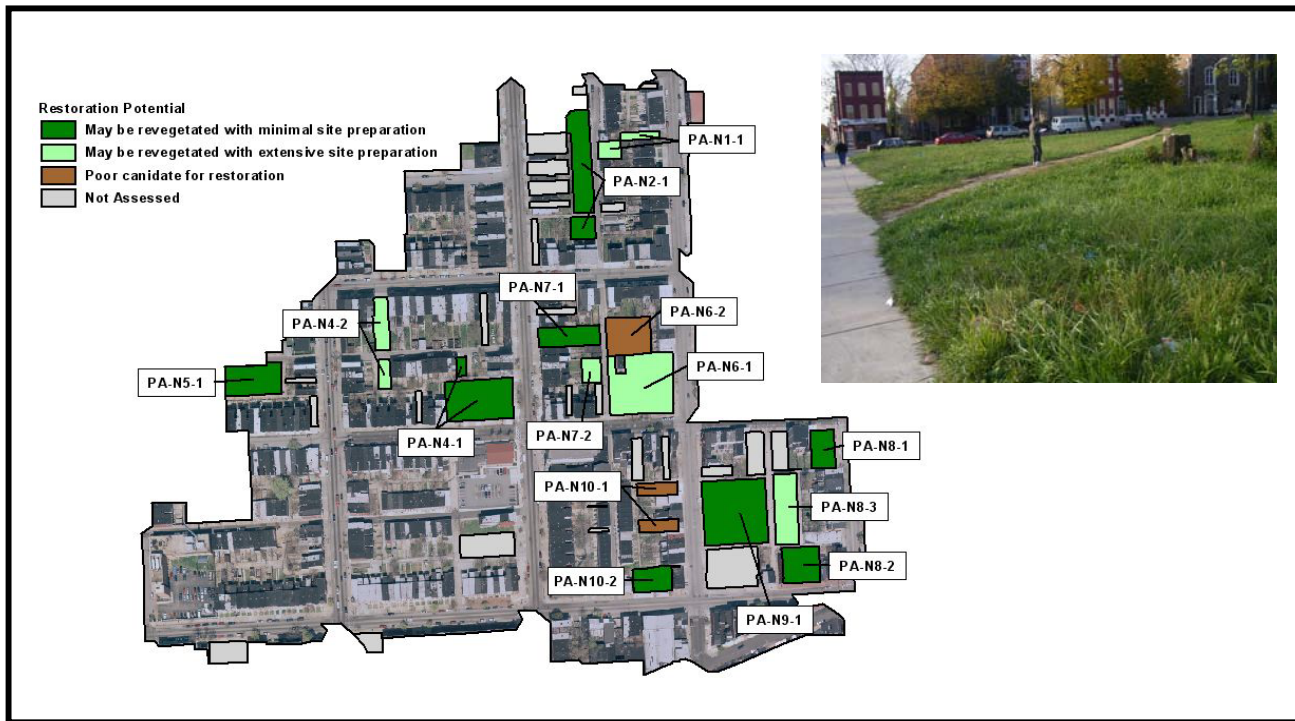 Restoration Potential
May be revegetated with minimal site preparation
May be revegetated with extensive site preparation
Poor canidate for restoration
Not Assessed
PA-N1-1
PA-N2-1
PA-N7-1
PA-N6-2
PA-N4-2
PA-N6-1
PA-N5-1
PA-N4-1
PA-N7-2
PA-N8-1
PA-N10-1
PA-N8-3
PA-N8-2
PA-N10-2
PA-N9-1